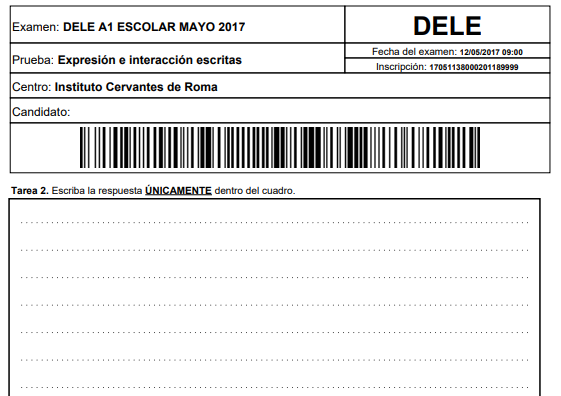 Examen: DELE A1 ESCOLAR MAYO 2017
DELE
Fecha del examen: 12/05/2017 09:00
Prueba: Expresión e interacción escritas
Inscripción: 17051138000201189999
Centro: Instituto Cervantes de Roma
Candidato:
Tarea 2. Escriba la respuesta ÚNICAMENTE dentro del cuadro.